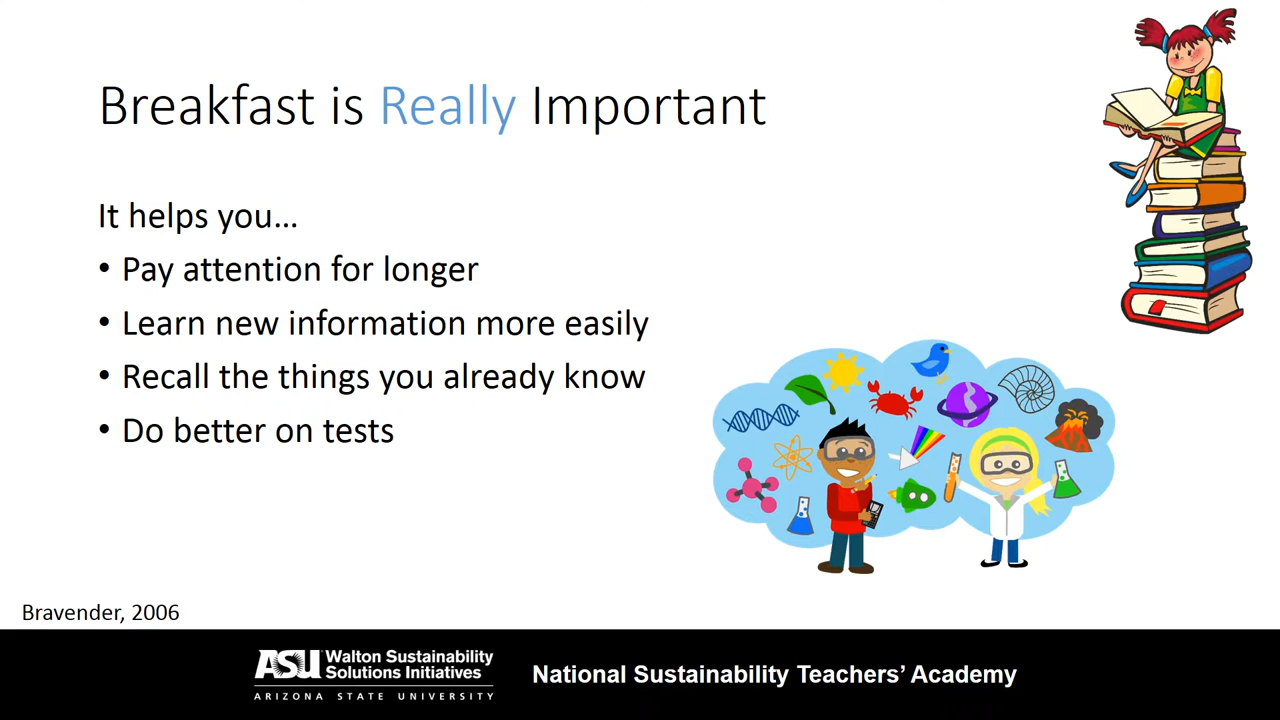 Breakfast is Really Important
It helps you…
• Pay attention for longer
• Learn new information more easily
• Recall the things you already know
• Do better on tests
Bravender, 2006
ASU Walton Sustainability
Solutions Initiatives
ARIZONA STATE UNIVERSITY
National Sustainability Teachers’ Academy